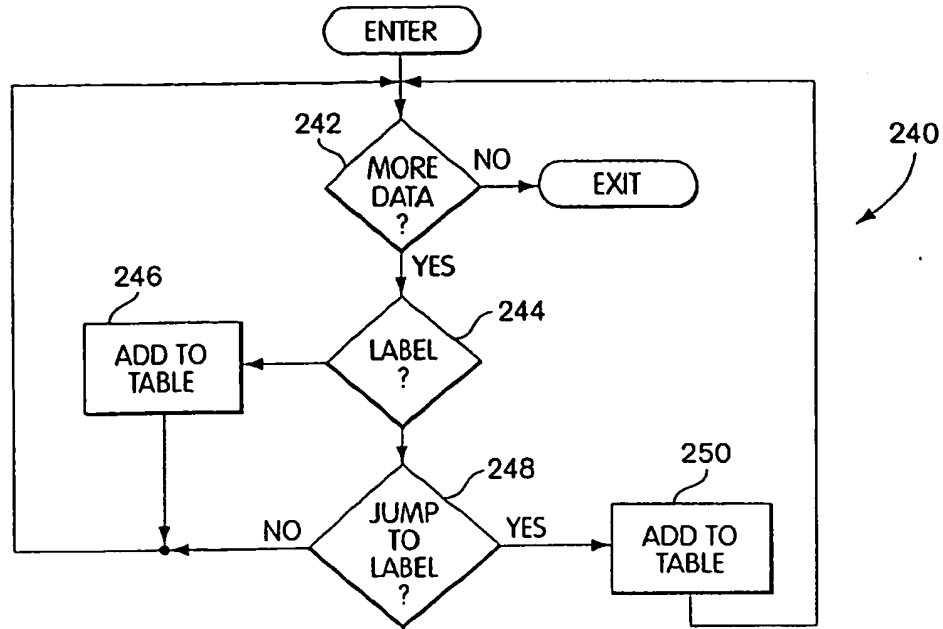 ENTER
242
MORE
DATA
?
NO
EXIT
240
YES
246
ADD TO
TABLE
244
LABEL
?
248
JUMP
TO
LABEL
?
NO
YES
250
ADD TO
TABLE